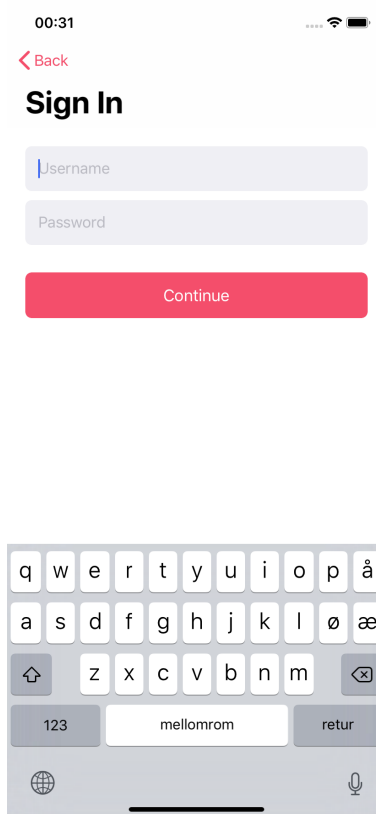 00:31
Back
Sign In
Username
Password
Continue
q w e r t y u i o p å
a s d f g h j k l ø æ
z x c v b n m
123 mellomrom retur